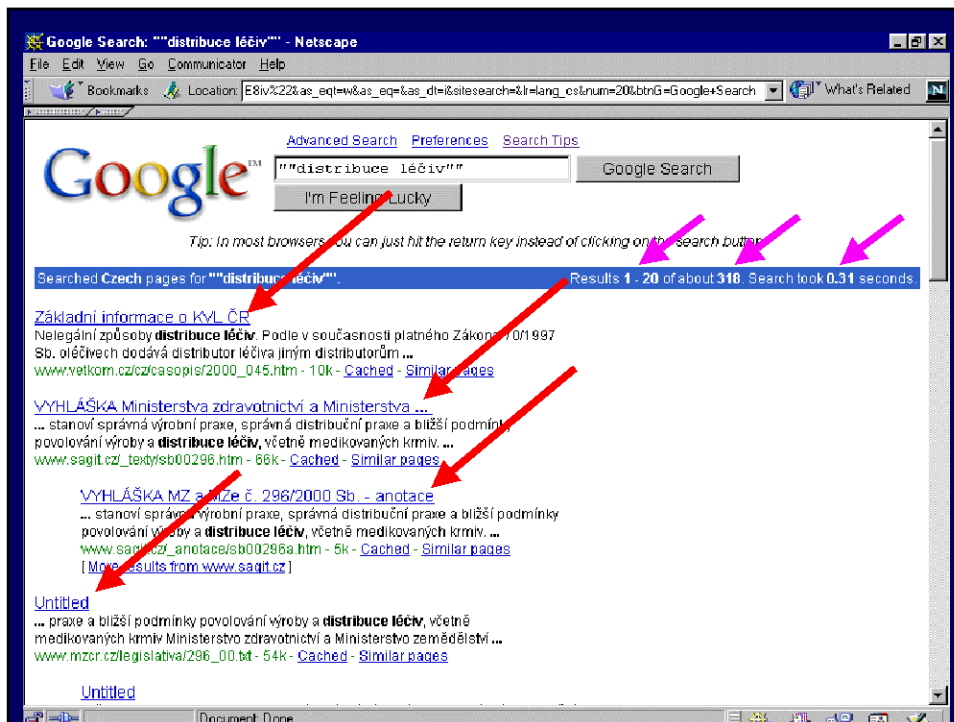 Google Search: ""distribuce léčiv"" - Netscape
File Edit View Go Communicator Help
Bookmarks Location: E8iv%22&as_eqt=w&as_eq=&as_dt=i&sitesearch=&lr=lang_cs&num=20&btnG=Google+Search What's Related
Advanced Search Preferences Search Tips
Google™ ""distribuce léčiv"" Google Search
I'm Feeling Lucky
Tip: In most browsers you can just hit the return key instead of clicking on the search button.
Searched Czech pages for ""distribuce léčiv"". Results 1 - 20 of about 318. Search took 0.31 seconds.
Základní informace o KVL ČR
Nelegální způsoby distribuce léčiv. Podle v současnosti platného Zákona 70/1997
Sb. oléčivech dodává distributor léčiva jiným distributorům ...
www.vetkom.cz/cz/casopis/2000_045.htm - 10k - Cached - Similar pages
VYHLÁŠKA Ministerstva zdravotnictví a Ministerstva ...
... stanoví správná výrobní praxe, správná distribuční praxe a bližší podmínky
povolování výroby a distribuce léčiv, včetně medikovaných krmiv. ...
www.sagit.cz/_texty/sb00296.htm - 66k - Cached - Similar pages
VYHLÁŠKA MZ a MZe č. 296/2000 Sb. - anotace
... stanoví správná výrobní praxe, správná distribuční praxe a bližší podmínky
povolování výroby a distribuce léčiv, včetně medikovaných krmiv. ...
www.sagit.cz/_anotace/sb00296a.htm - 5k - Cached - Similar pages
[ More results from www.sagit.cz ]
Untitled
... praxe a bližší podmínky povolování výroby a distribuce léčiv, včetně
medikovaných krmiv Ministerstvo zdravotnictví a Ministerstvo zemědělství ...
www.mzcr.cz/legislativa/296_00.txt - 54k - Cached - Similar pages
Untitled
Document: Done